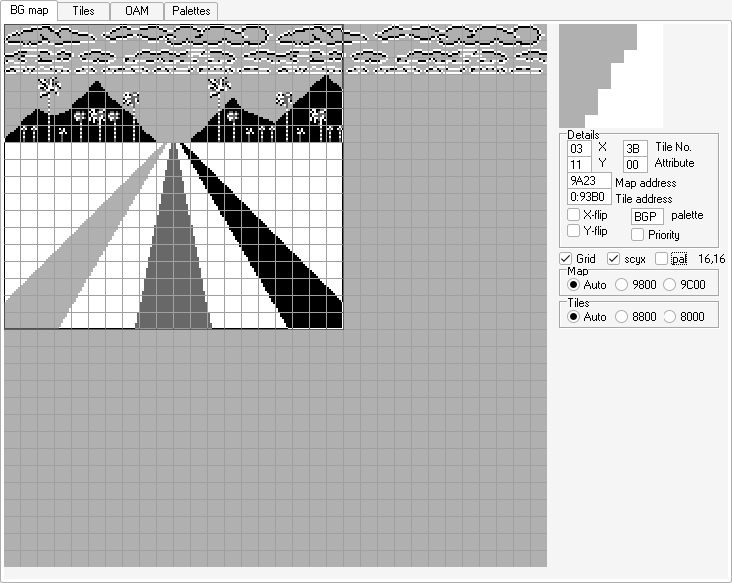 BG map Tiles OAM Palettes
Details
03 X 3B Tile No.
11 Y 00 Attribute
9A23 Map address
0:93B0 Tile address
X-flip BGP palette
Y-flip Priority
Grid scyx pal 16,16
Map
Auto 9800 9C00
Tiles
Auto 8800 8000